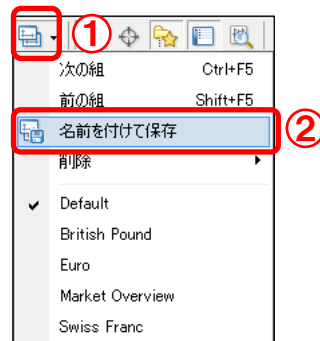 ①
次の組 Ctrl+F5
前の組 Shift+F5
名前を付けて保存 ②
削除
Default
British Pound
Euro
Market Overview
Swiss Franc